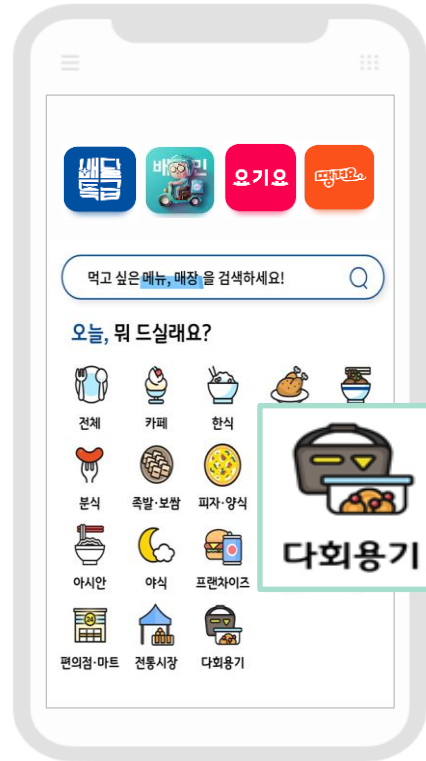 배달
특급
배 민
요기요
땡겨요
먹고 싶은 메뉴, 매장 을 검색하세요!
오늘, 뭐 드실래요?
전체 카페 한식
분식 족발·보쌈 피자·양식
다회용기
아시안 야식 프랜차이즈
24
편의점·마트 전통시장 다회용기